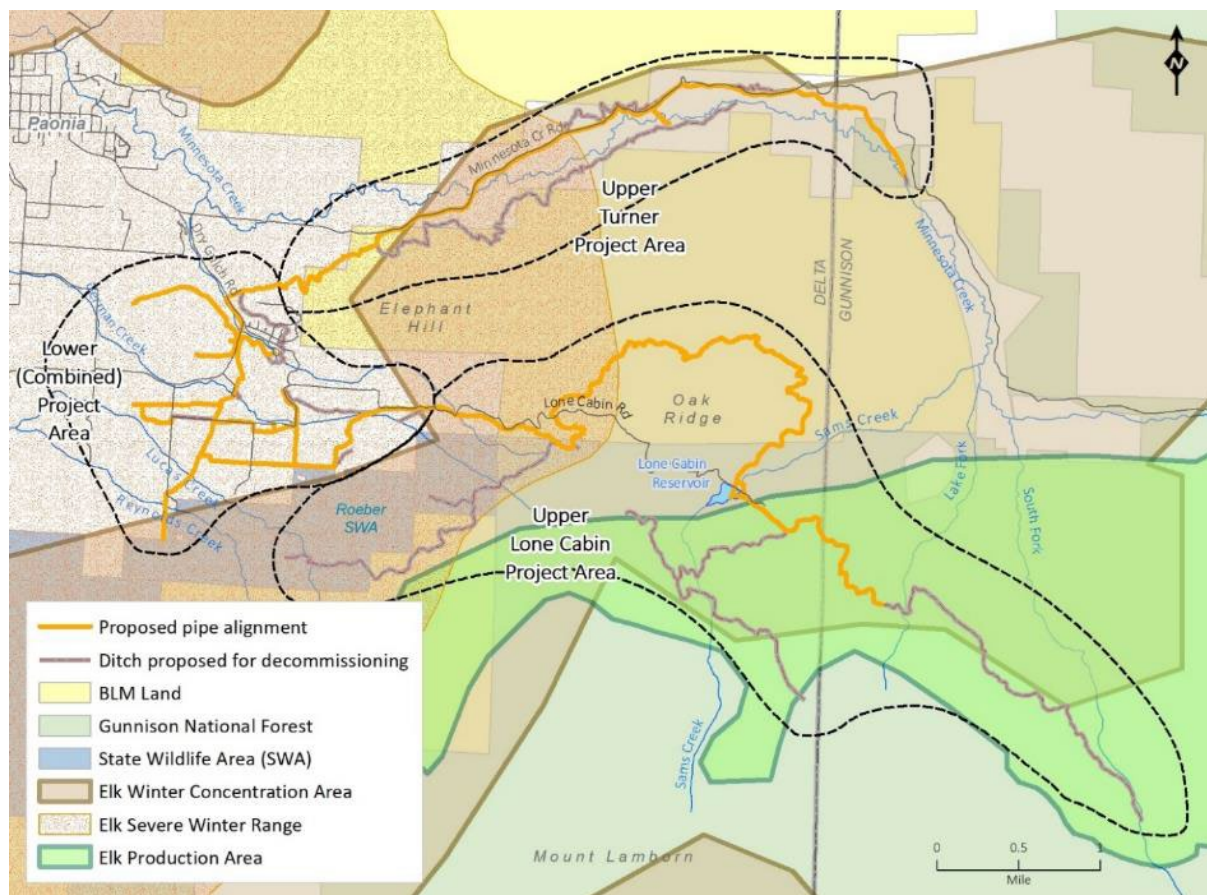 N
Paonia
Minnesota Creek
Minnesota Cr Rd
Dry Gulch Rd
Upper
Turner
Project Area
DELTA
GUNNISON
Minnesota Creek
German Creek
Elephant
Hill
Lower
(Combined)
Project
Area
Lone Cabin Rd
Oak
Ridge
Sams Creek
Lone Cabin
Reservoir
Lake Fork
South Fork
Lucas Creek
Reynolds Creek
Roeber
SWA
Upper
Lone Cabin
Project Area
Sams Creek
Mount Lamborn
Proposed pipe alignment
Ditch proposed for decommissioning
BLM Land
Gunnison National Forest
State Wildlife Area (SWA)
Elk Winter Concentration Area
Elk Severe Winter Range
Elk Production Area
0 0.5 1
Mile